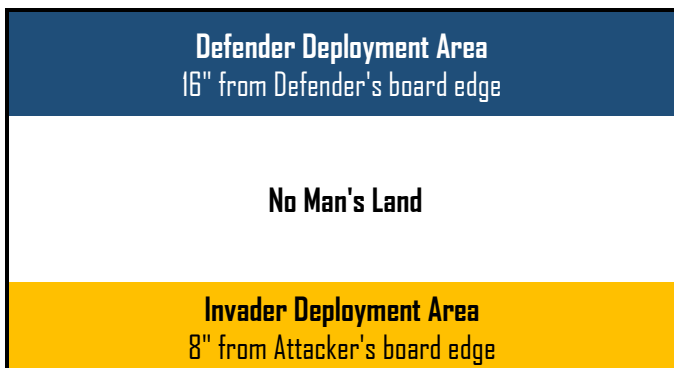 Defender Deployment Area
16" from Defender's board edge
No Man's Land
Invader Deployment Area
8" from Attacker's board edge